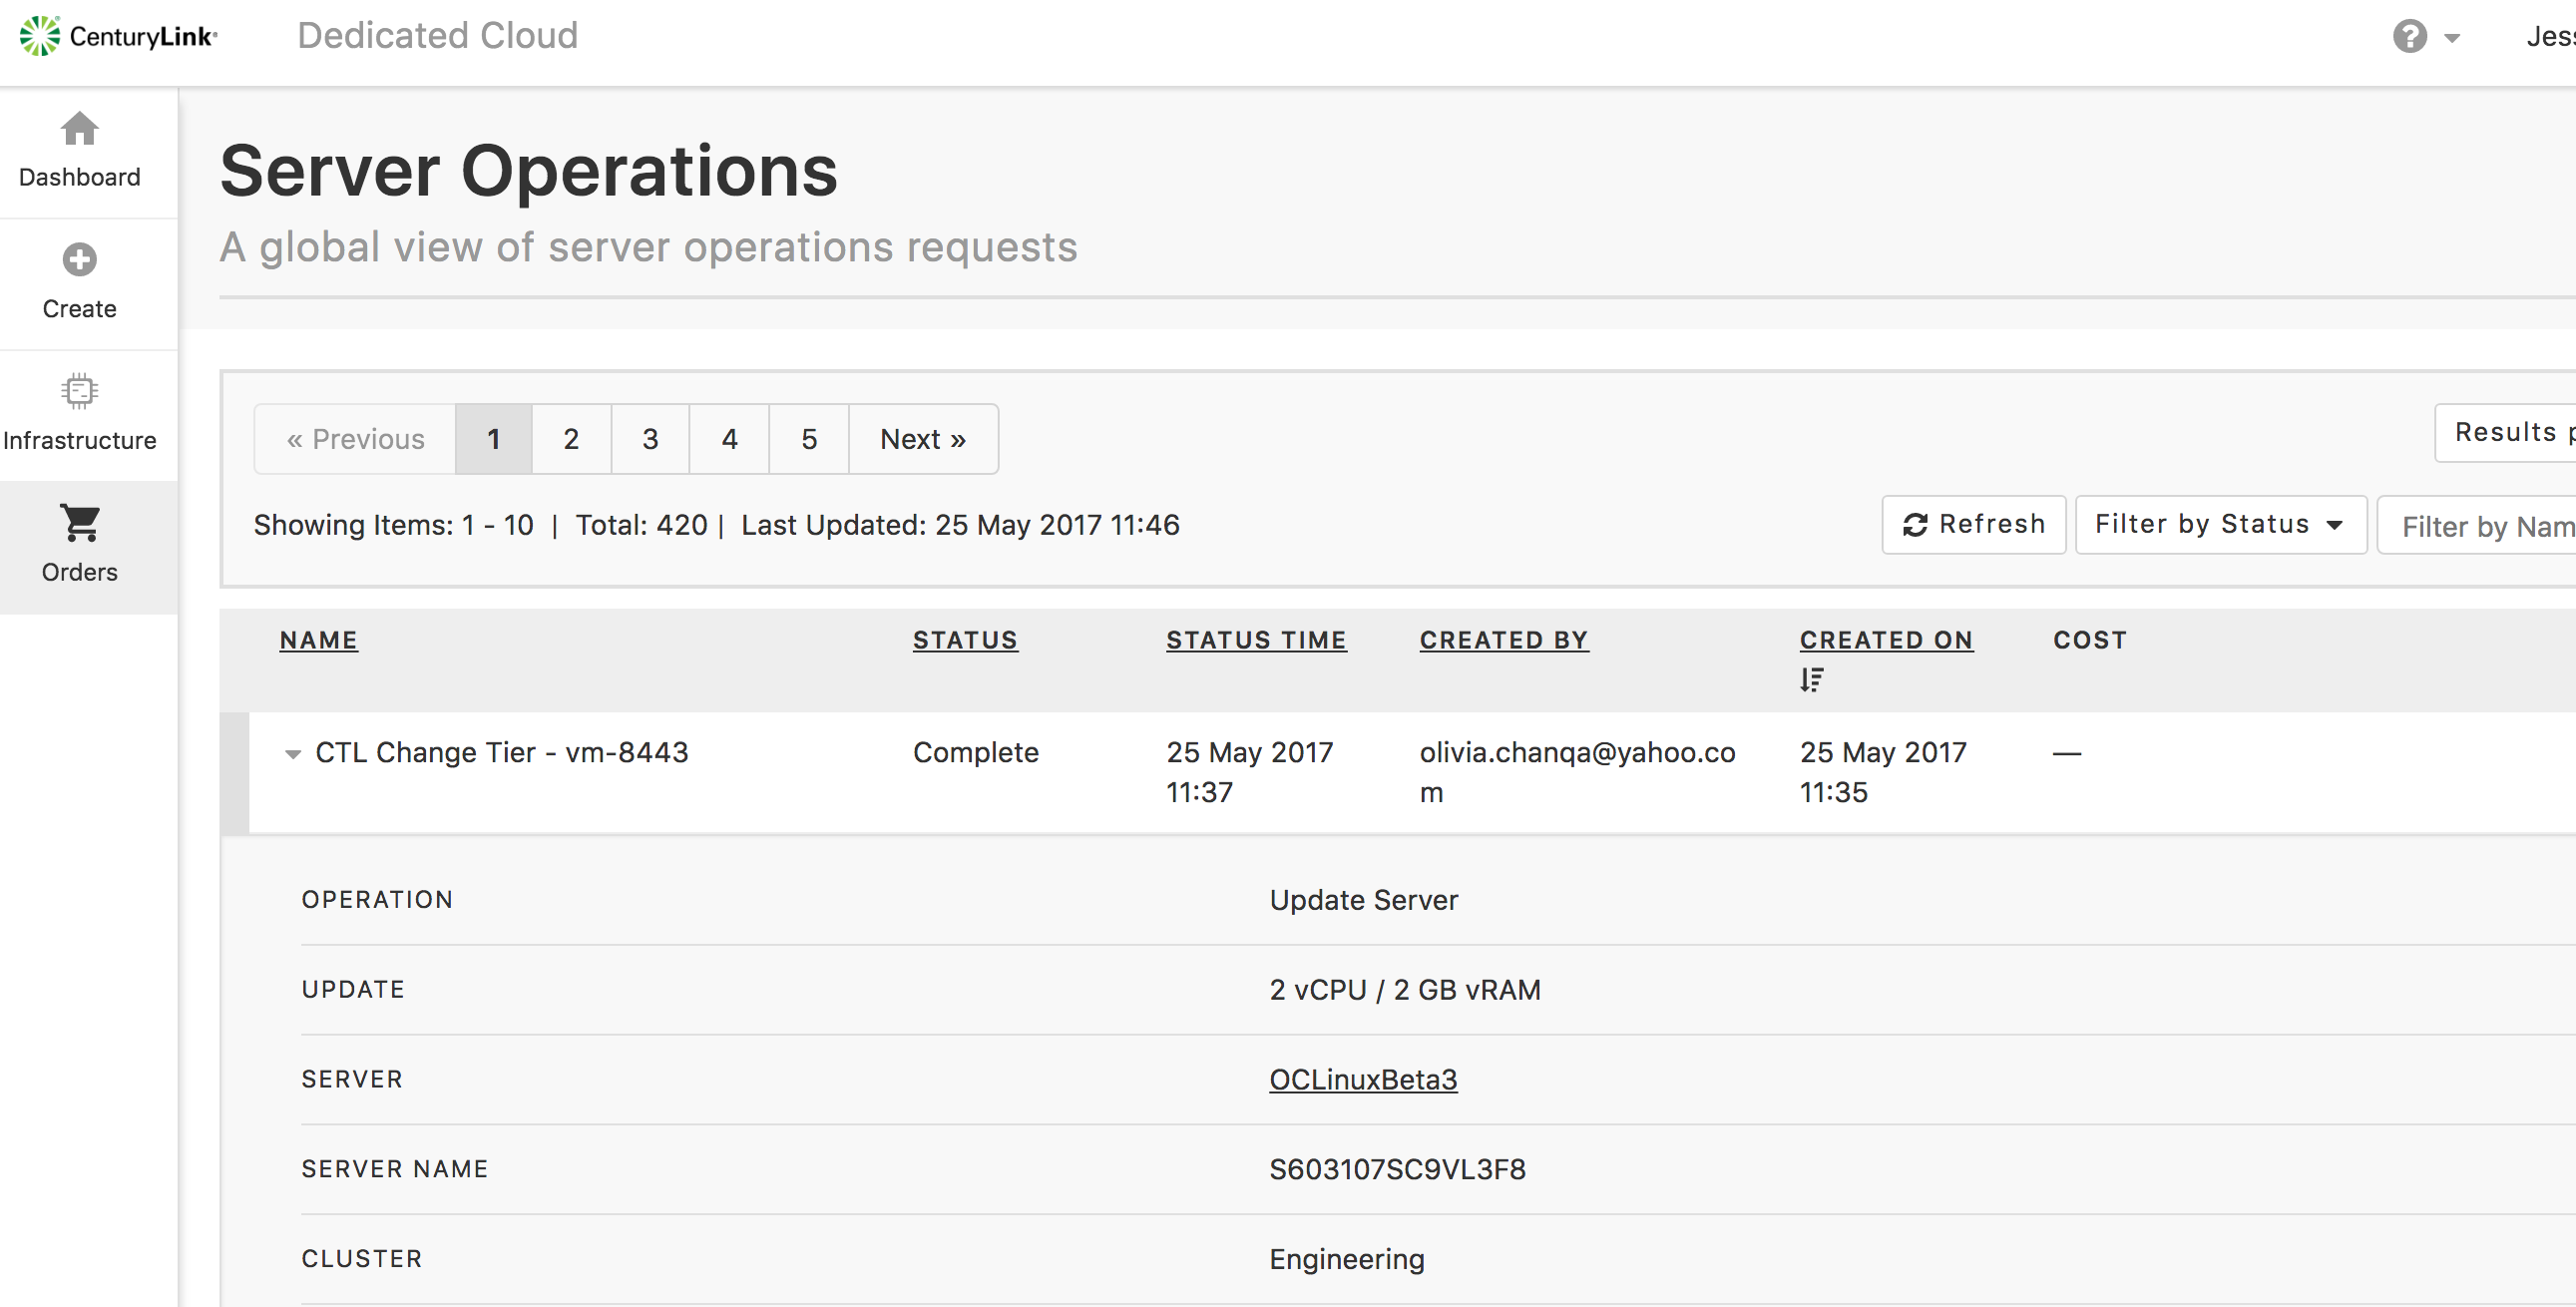 CenturyLink®
Dedicated Cloud
Dashboard
Create
Infrastructure
Orders
Server Operations
A global view of server operations requests
« Previous 1 2 3 4 5 Next »
Results
Showing Items: 1 - 10 | Total: 420 | Last Updated: 25 May 2017 11:46
Refresh Filter by Status Filter by
NAME STATUS STATUS TIME CREATED BY CREATED ON COST
CTL Change Tier - vm-8443 Complete 25 May 2017 olivia.chanqa@yahoo.co 25 May 2017 —
11:37 m 11:35
OPERATION Update Server
UPDATE 2 vCPU / 2 GB vRAM
SERVER OCLinuxBeta3
SERVER NAME S603107SC9VL3F8
CLUSTER Engineering